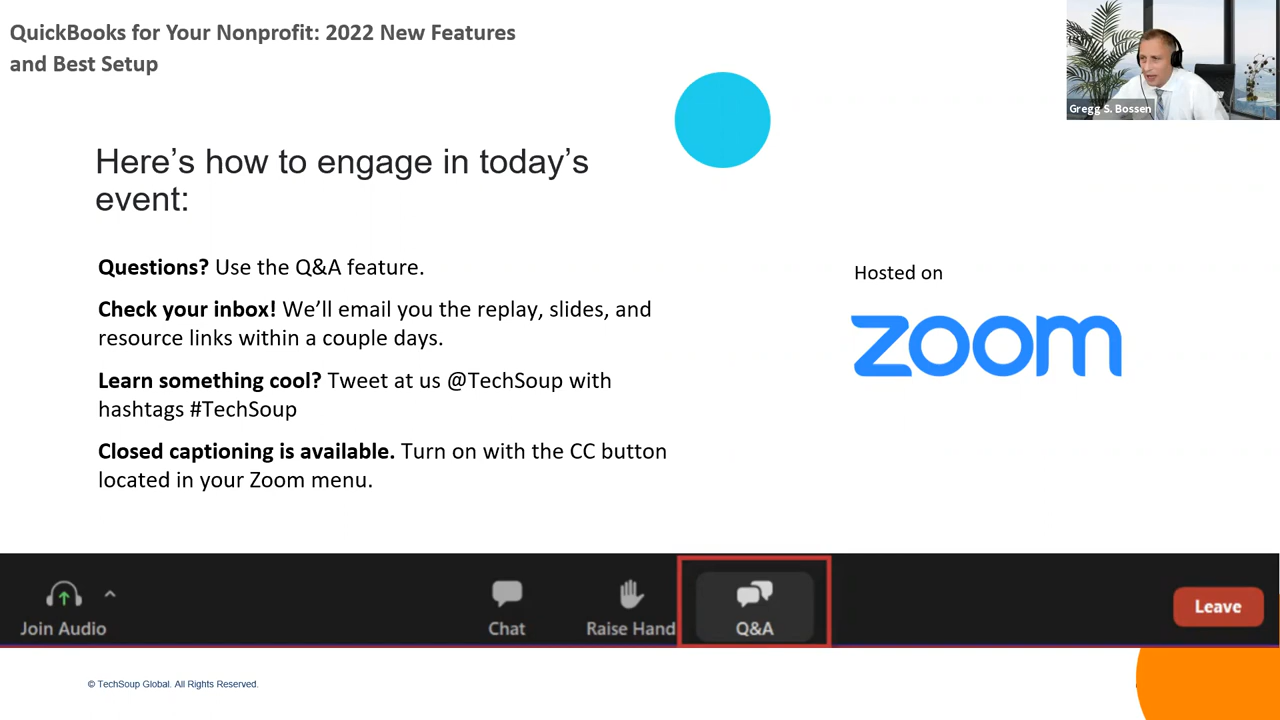 QuickBooks for Your Nonprofit: 2022 New Features
and Best Setup
Gregg S. Bossen
Here’s how to engage in today’s
event:
Questions? Use the Q&A feature.
Check your inbox! We’ll email you the replay, slides, and
resource links within a couple days.
Learn something cool? Tweet at us @TechSoup with
hashtags #TechSoup
Closed captioning is available. Turn on with the CC button
located in your Zoom menu.
Hosted on
zoom
Join Audio
Chat
Raise Hand
Q&A
Leave
© TechSoup Global. All Rights Reserved.